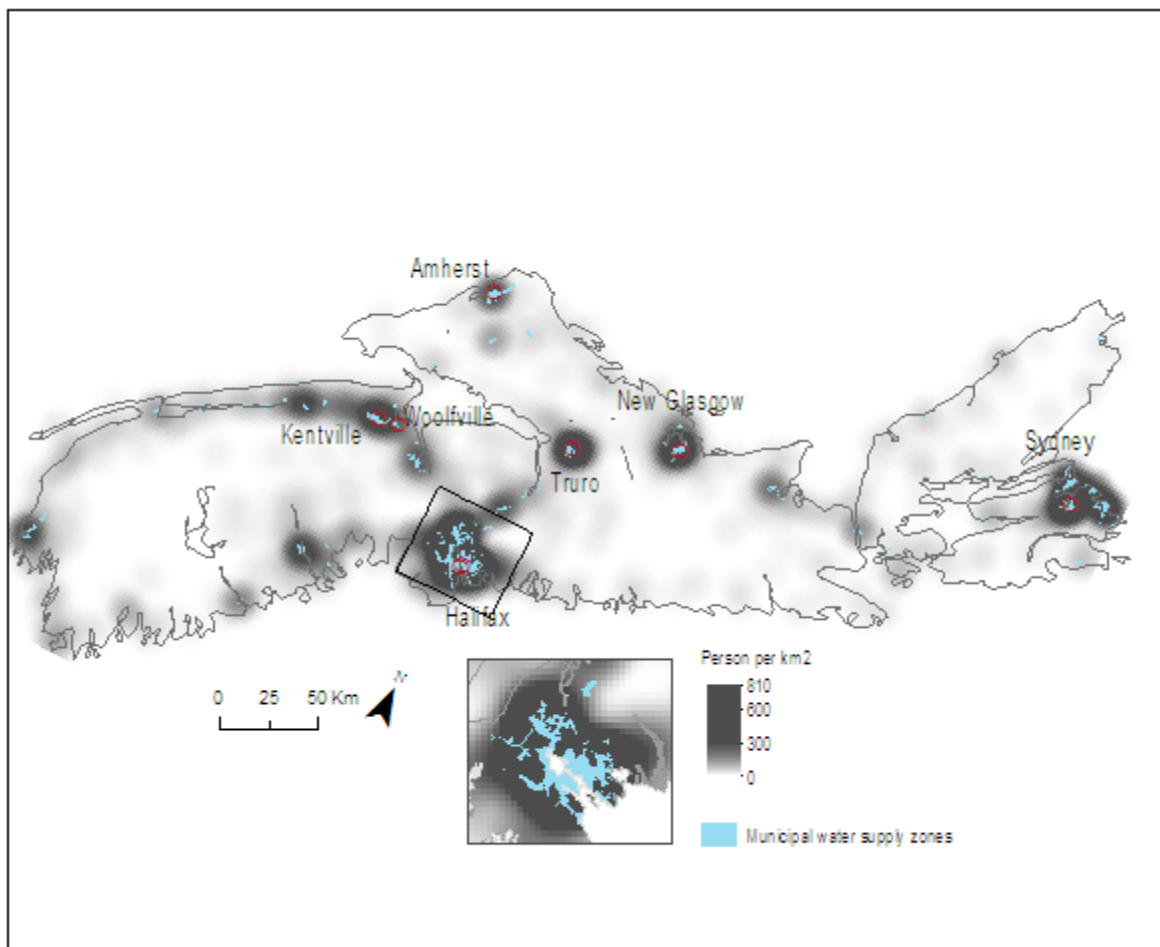 Amherst
New Glasgow
Woolfville
Kentville
Sydney
Truro
Halifax
Person per km2
N
0 25 50 Km
810
600
300
0
Municipal water supply zones